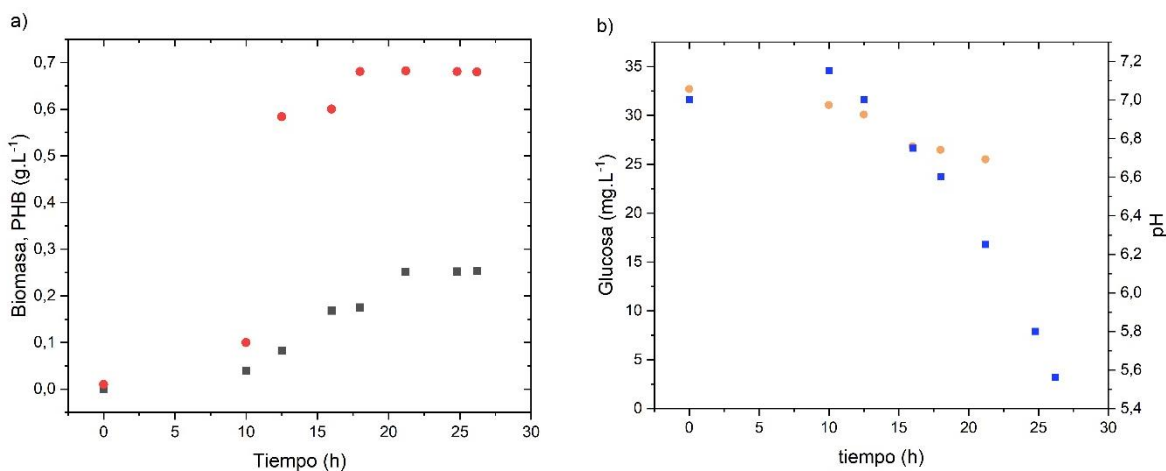 a)
Biomasa, PHB (g.L⁻¹)
0,7
0,6
0,5
0,4
0,3
0,2
0,1
0,0
0 5 10 15 20 25 30
Tiempo (h)
b)
Glucosa (mg.L⁻¹)
35
30
25
20
15
10
5
0
0 5 10 15 20 25 30
tiempo (h)
7,2
7,0
6,8
6,6
6,4
6,2
6,0
5,8
5,6
5,4
pH